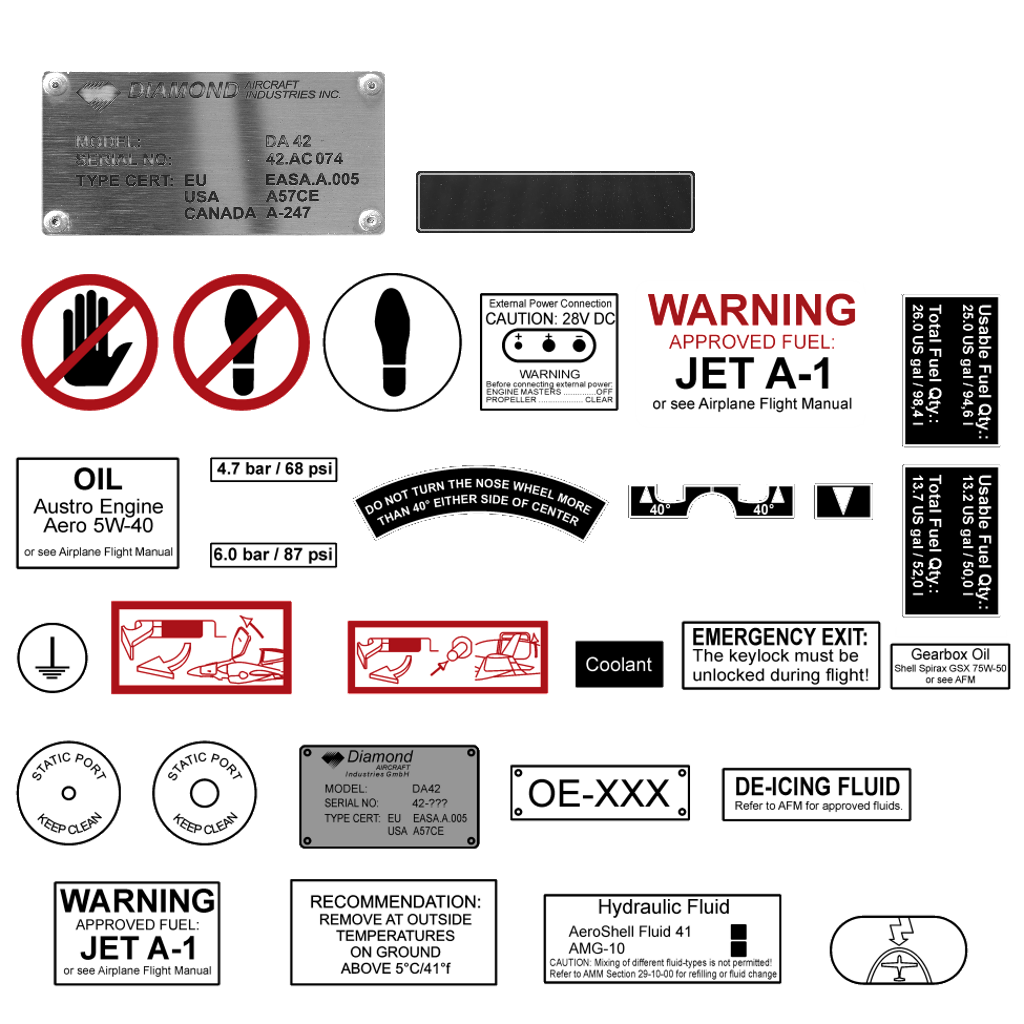 DIAMOND AIRCRAFT
INDUSTRIES INC.
MODEL: DA 42
SERIAL NO: 42.AC 074
TYPE CERT: EU EASA.A.005
USA A57CE
CANADA A-247
External Power Connection
CAUTION: 28V DC
+ + -
WARNING
Before connecting external power:
ENGINE MASTERS ..............OFF
PROPELLER ...................... CLEAR
WARNING
APPROVED FUEL:
JET A-1
or see Airplane Flight Manual
Usable Fuel Qty.:
25.0 US gal / 94,6 l
Total Fuel Qty.:
26.0 US gal / 98,4 l
OIL
Austro Engine
Aero 5W-40
or see Airplane Flight Manual
4.7 bar / 68 psi
6.0 bar / 87 psi
DO NOT TURN THE NOSE WHEEL MORE
THAN 40° EITHER SIDE OF CENTER
40° 40°
Usable Fuel Qty.:
13.2 US gal / 50,0 l
Total Fuel Qty.:
13.7 US gal / 52,0 l
Coolant
EMERGENCY EXIT:
The keylock must be
unlocked during flight!
Gearbox Oil
Shell Spirax GSX 75W-50
or see AFM
STATIC PORT
KEEP CLEAN
STATIC PORT
KEEP CLEAN
Diamond
AIRCRAFT
Industries GmbH
MODEL: DA42
SERIAL NO: 42-???
TYPE CERT: EU EASA.A.005
USA A57CE
OE-XXX
DE-ICING FLUID
Refer to AFM for approved fluids.
WARNING
APPROVED FUEL:
JET A-1
or see Airplane Flight Manual
RECOMMENDATION:
REMOVE AT OUTSIDE
TEMPERATURES
ON GROUND
ABOVE 5°C/41°f
Hydraulic Fluid
AeroShell Fluid 41
AMG-10
CAUTION: Mixing of different fluid-types is not permitted!
Refer to AMM Section 29-10-00 for refilling or fluid change